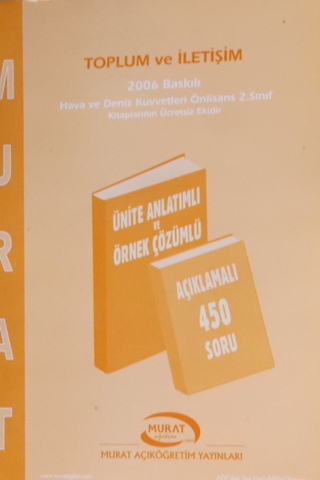 MURAT
TOPLUM ve İLETİŞİM
2006 Baskılı
Hava ve Deniz Kuvvetleri Önlisans 2.Sınıf
Kitaplarının Ücretsiz Ekidir
ÜNİTE ANLATIMLI
ve
ÖRNEK ÇÖZÜMLÜ
AÇIKLAMALI
450
SORU
MURAT
MURAT AÇIKÖĞRETİM YAYINLARI